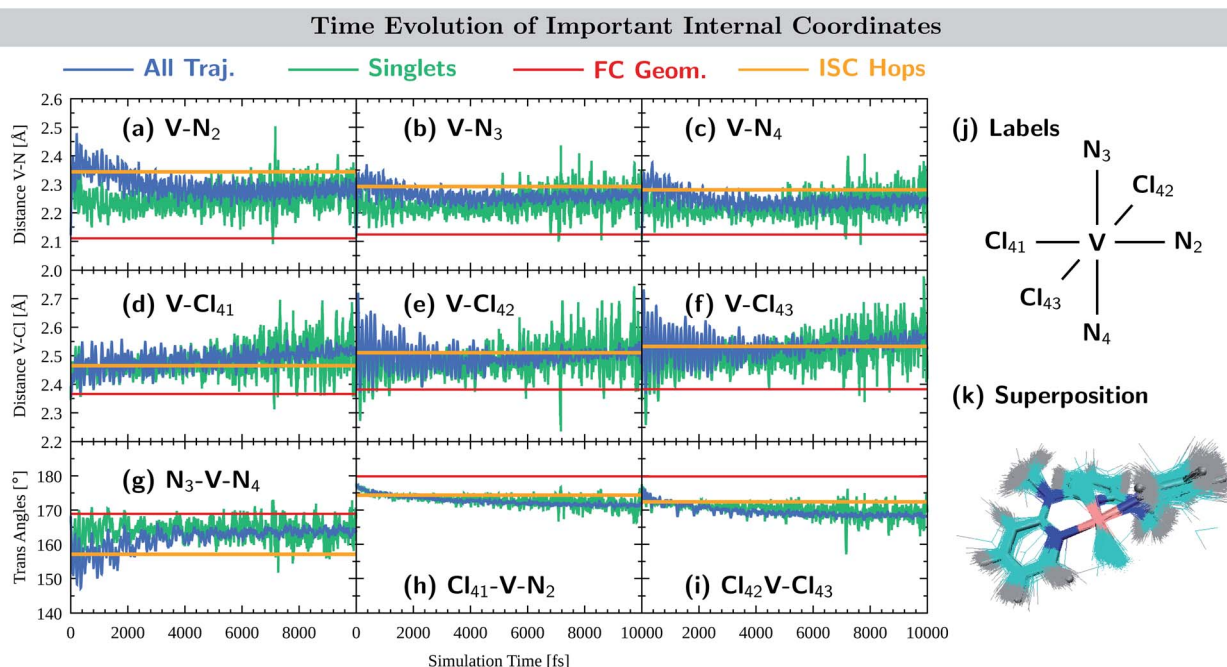 Time Evolution of Important Internal Coordinates
All Traj. Singlets FC Geom. ISC Hops
Distance V-N [Å]
2.6
2.5
2.4
2.3
2.2
2.1
2.0
(a) V-N₂
(b) V-N₃
(c) V-N₄
Distance V-Cl [Å]
2.7
2.6
2.5
2.4
2.3
2.2
(d) V-Cl₄₁
(e) V-Cl₄₂
(f) V-Cl₄₃
Trans Angles [°]
180
170
160
150
140
(g) N₃-V-N₄
(h) Cl₄₁-V-N₂
(i) Cl₄₂V-Cl₄₃
0 2000 4000 6000 8000 0 2000 4000 6000 8000 10000 2000 4000 6000 8000 10000
Simulation Time [fs]
(j) Labels
N₃
Cl₄₂
Cl₄₁ V N₂
Cl₄₃
N₄
(k) Superposition